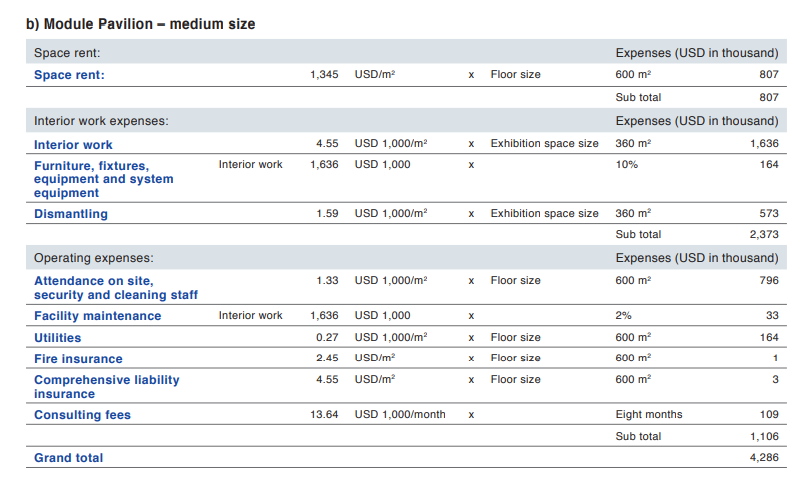 b) Module Pavilion – medium size
Space rent: Expenses (USD in thousand)
Space rent: 1,345 USD/m² x Floor size 600 m² 807
Sub total 807
Interior work expenses: Expenses (USD in thousand)
Interior work 4.55 USD 1,000/m² x Exhibition space size 360 m² 1,636
Furniture, fixtures, Interior work 1,636 USD 1,000 x 10% 164
equipment and system
equipment
Dismantling 1.59 USD 1,000/m² x Exhibition space size 360 m² 573
Sub total 2,373
Operating expenses: Expenses (USD in thousand)
Attendance on site, 1.33 USD 1,000/m² x Floor size 600 m² 796
security and cleaning staff
Facility maintenance Interior work 1,636 USD 1,000 x 2% 33
Utilities 0.27 USD 1,000/m² x Floor size 600 m² 164
Fire insurance 2.45 USD/m² x Floor size 600 m² 1
Comprehensive liability 4.55 USD/m² x Floor size 600 m² 3
insurance
Consulting fees 13.64 USD 1,000/month x Eight months 109
Sub total 1,106
Grand total 4,286